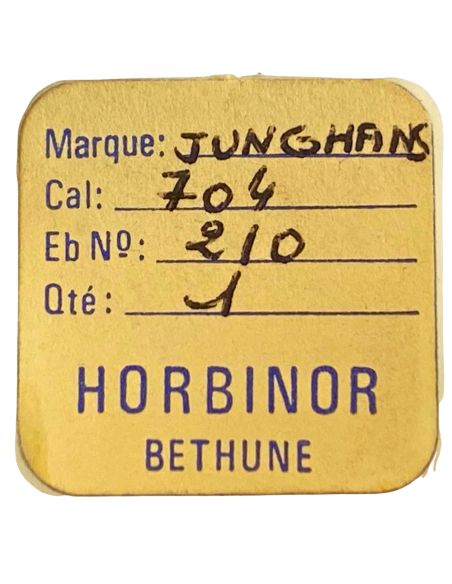 Marque: JUNGHANS
Cal: 704
Eb Nº: 210
Qté: 1
HORBINOR
BETHUNE